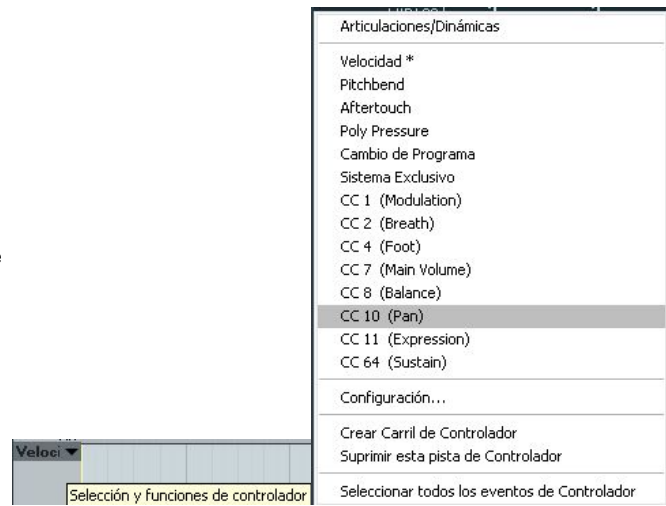 Articulaciones/Dinámicas
Velocidad *
Pitchbend
Aftertouch
Poly Pressure
Cambio de Programa
Sistema Exclusivo
CC 1 (Modulation)
CC 2 (Breath)
CC 4 (Foot)
CC 7 (Main Volume)
CC 8 (Balance)
CC 10 (Pan)
CC 11 (Expression)
CC 64 (Sustain)
Configuración...
Crear Carril de Controlador
Suprimir esta pista de Controlador
Seleccionar todos los eventos de Controlador
Veloci
Selección y funciones de controlador